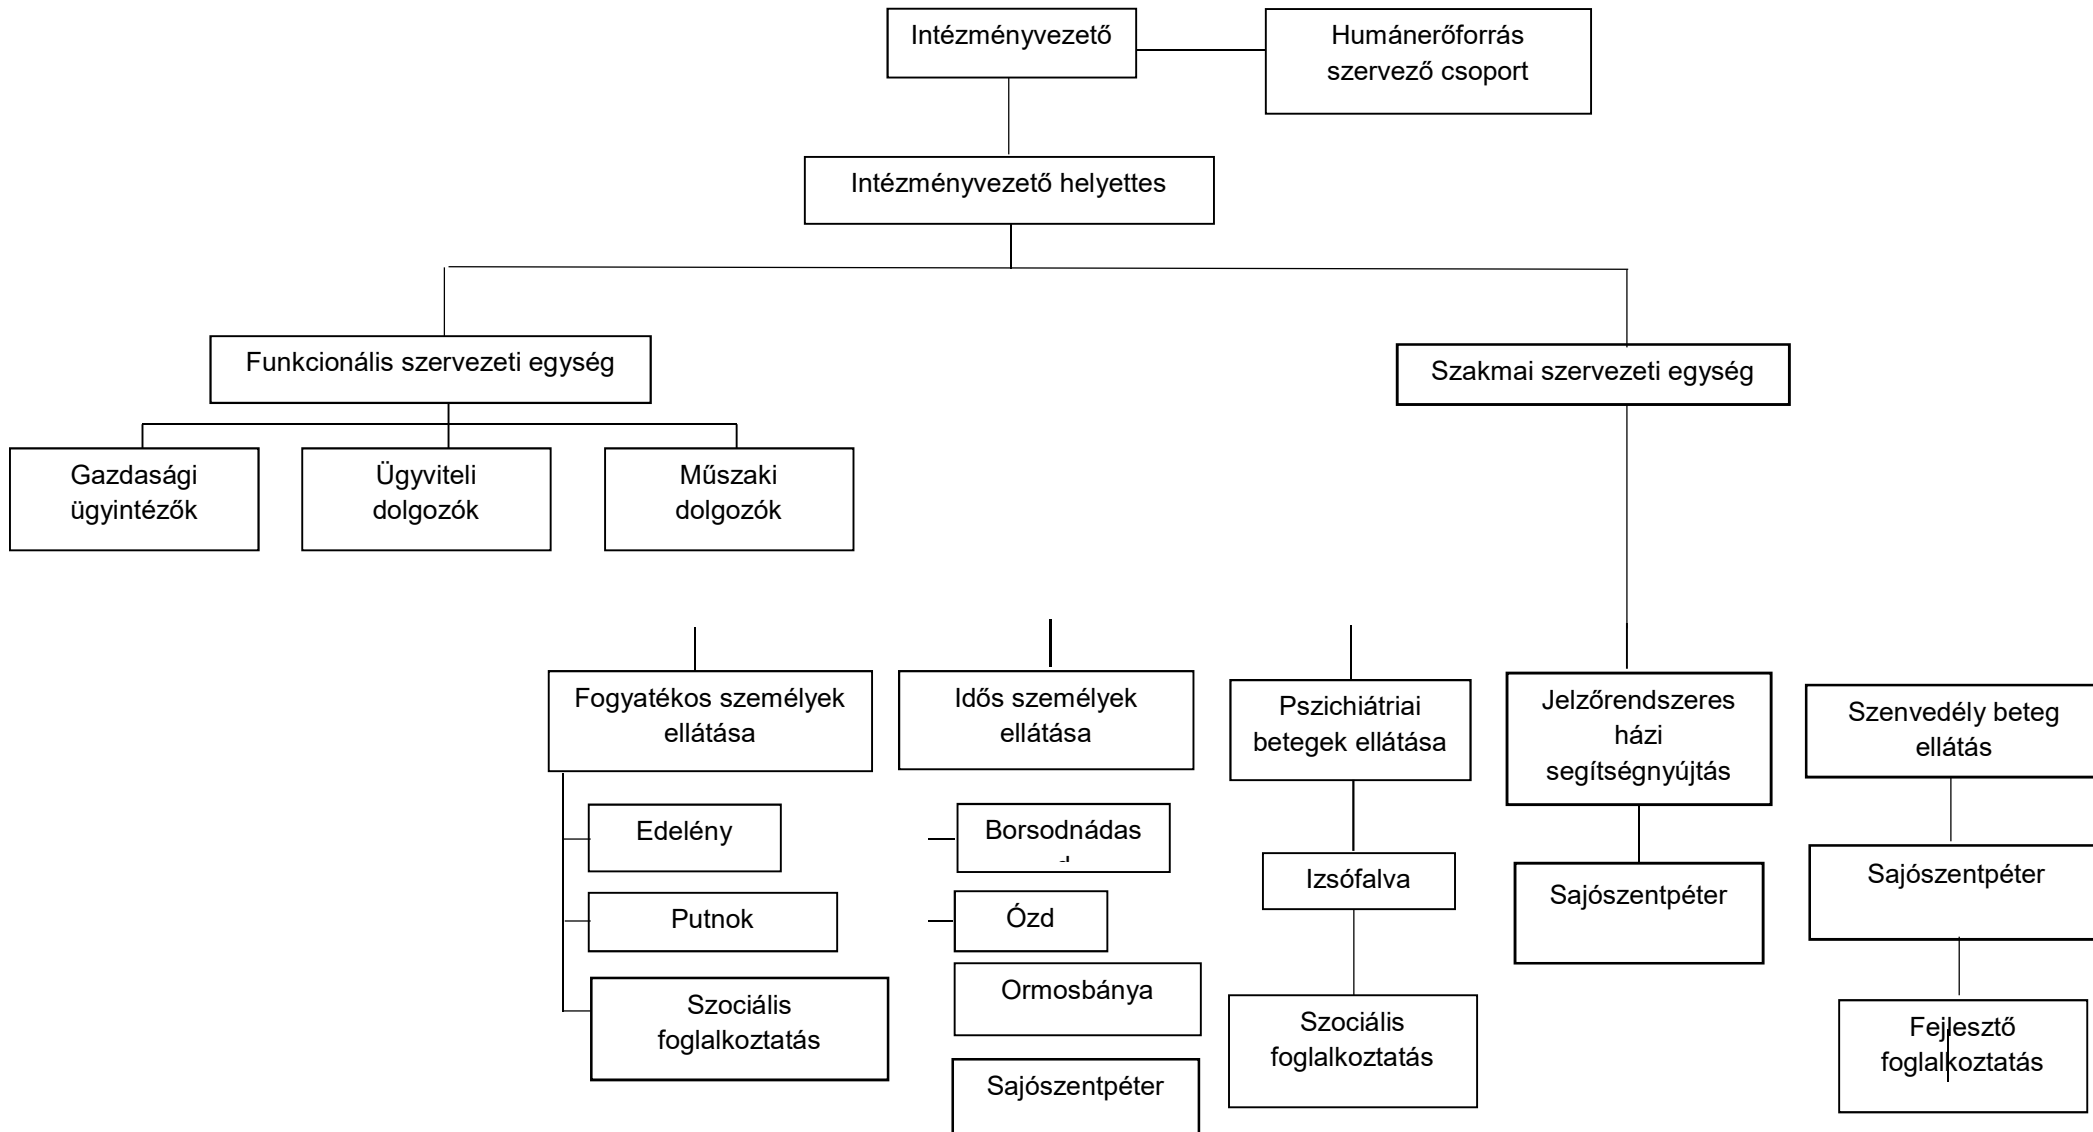 Intézményvezető
Humánerőforrás
szervező csoport
Intézményvezető helyettes
Funkcionális szervezeti egység
Szakmai szervezeti egység
Gazdasági
ügyintézők
Ügyviteli
dolgozók
Műszaki
dolgozók
Fogyatékos személyek
ellátása
Idős személyek
ellátása
Pszichiátriai
betegek ellátása
Jelzőrendszeres
házi
segítségnyújtás
Szenvedély beteg
ellátás
Edelény
Putnok
Szociális
foglalkoztatás
Borsodnádas
Ózd
Ormosbánya
Sajószentpéter
Izsófalva
Szociális
foglalkoztatás
Sajószentpéter
Sajószentpéter
Fejlesztő
foglalkoztatás